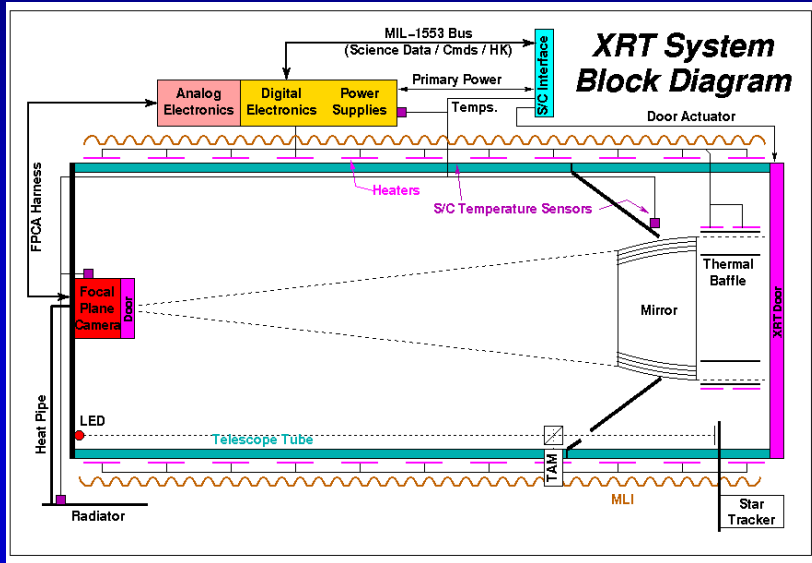 XRT System
Block Diagram
MIL-1553 Bus
(Science Data / Cmds / HK)
S/C Interface
Analog
Electronics
Digital
Electronics
Power
Supplies
Primary Power
Temps.
Door Actuator
Heaters
S/C Temperature Sensors
FPCA Harness
Focal
Plane
Camera
Door
Thermal
Baffle
Mirror
XRT Door
Heat Pipe
LED
Telescope Tube
TAM
MLI
Radiator
Star
Tracker